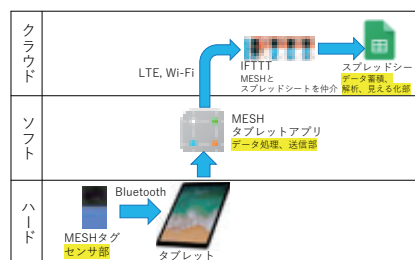 クラウド
LTE, Wi-Fi
IFTTT
MESHと
スプレッドシートを仲介
スプレッドシー
データ蓄積、
解析、見える化部
ソフト
MESH
タブレットアプリ
データ処理、送信部
ハード
Bluetooth
MESHタグ
センサ部
タブレット